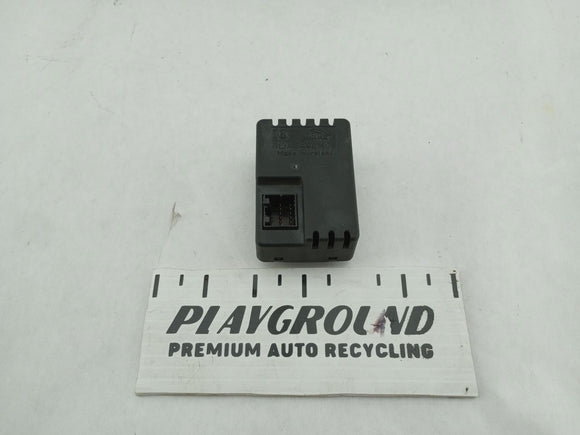 PLAYGROUND
PREMIUM AUTO RECYCLING